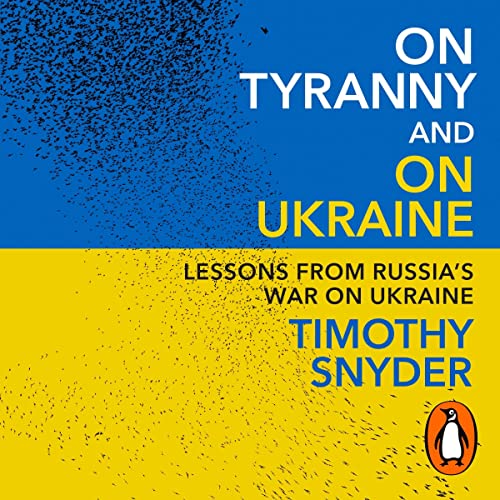 ON
TYRANNY
AND
ON
UKRAINE
LESSONS FROM RUSSIA'S
WAR ON UKRAINE
TIMOTHY
SNYDER